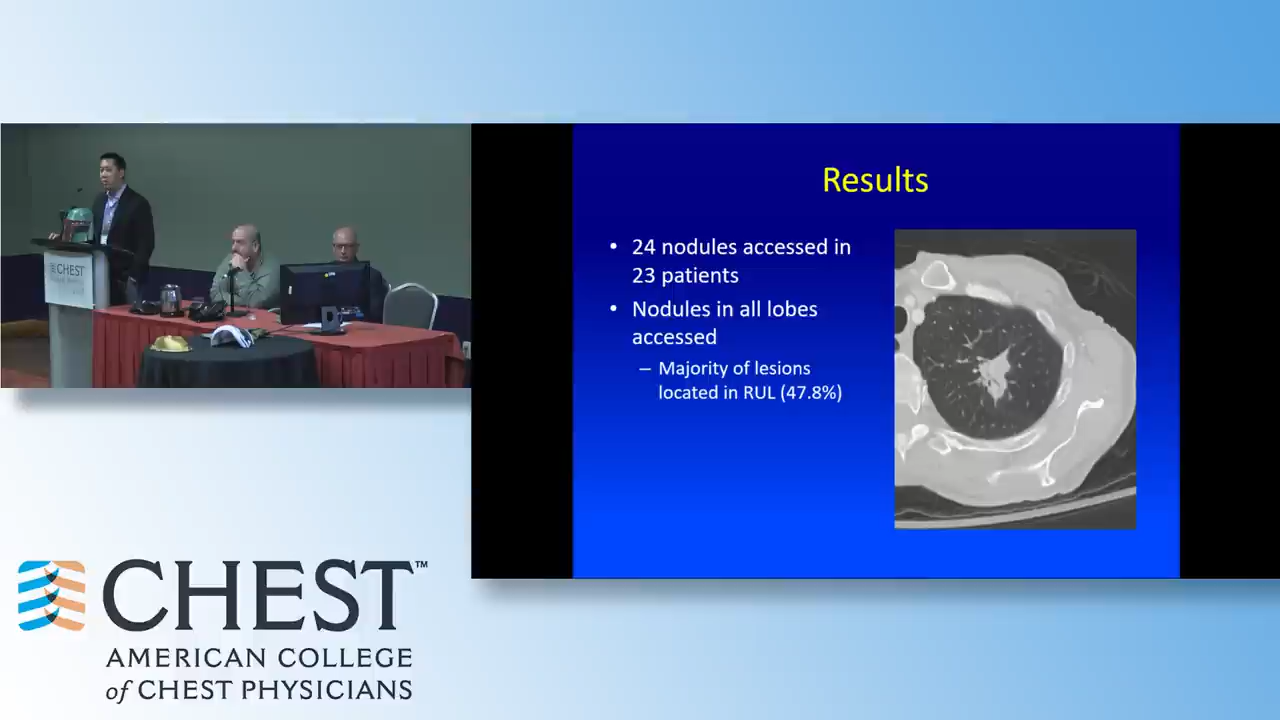 Results
• 24 nodules accessed in
23 patients
• Nodules in all lobes
accessed
– Majority of lesions
located in RUL (47.8%)
CHEST
CHEST™
AMERICAN COLLEGE
of CHEST PHYSICIANS